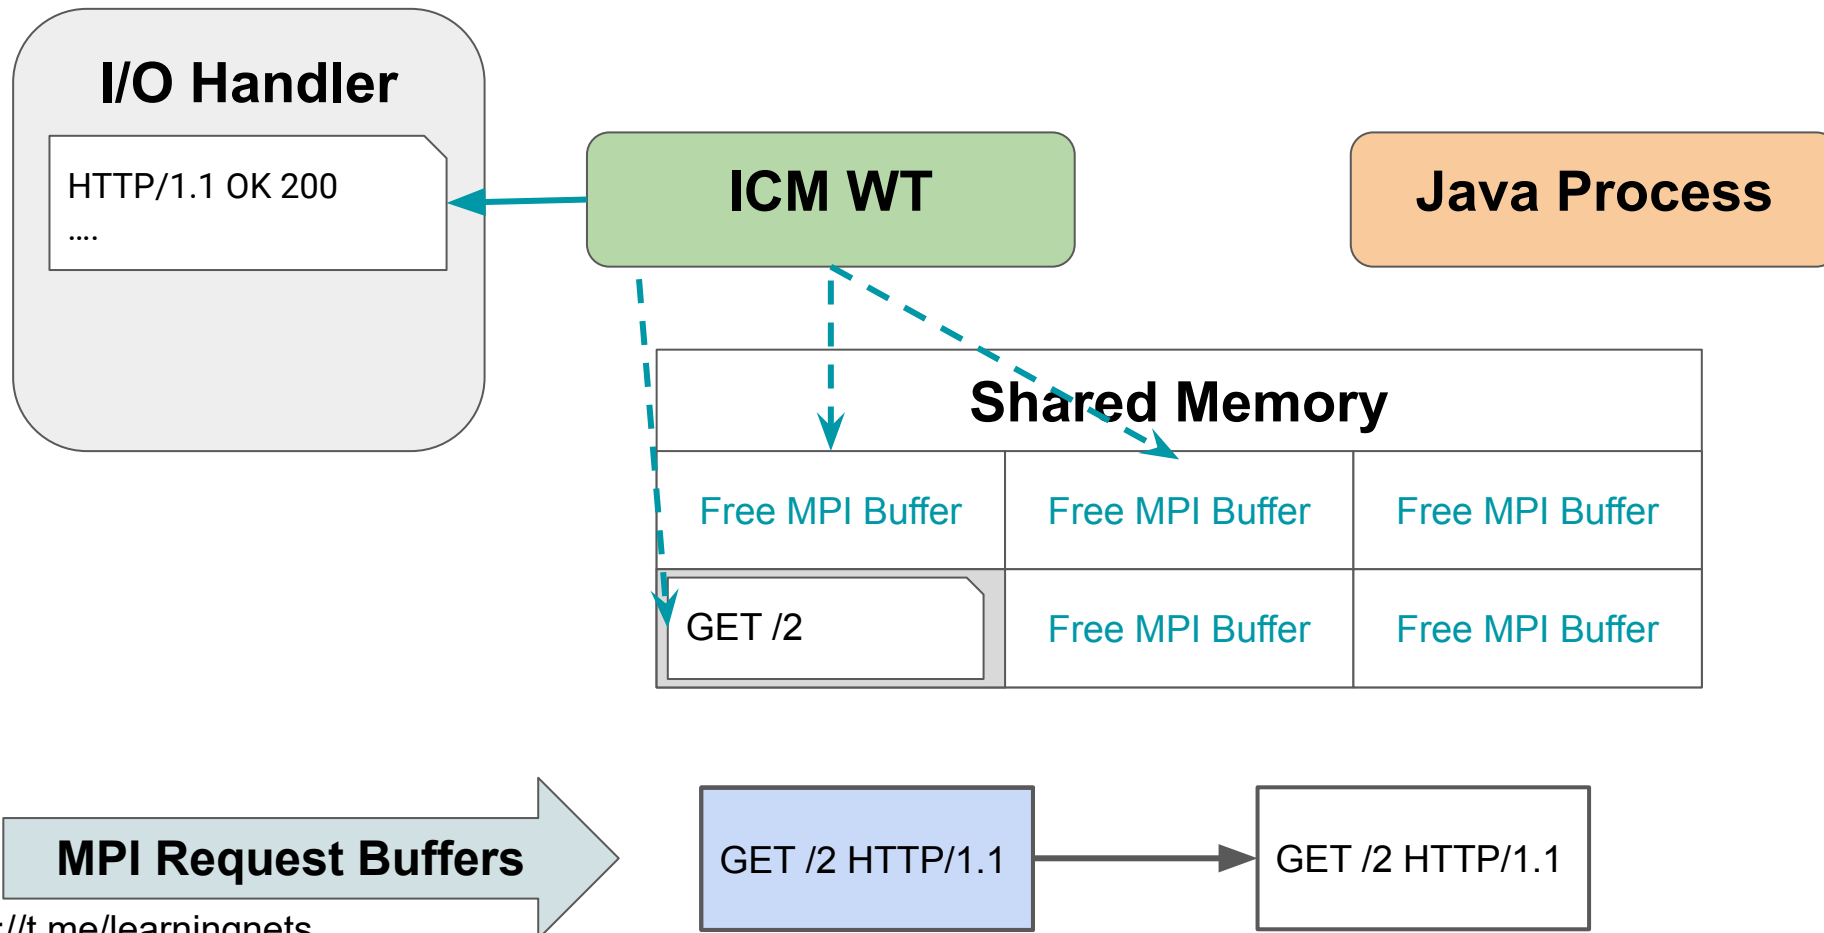 I/O Handler
HTTP/1.1 OK 200
....
ICM WT
Java Process
Shared Memory
Free MPI Buffer
Free MPI Buffer
Free MPI Buffer
GET /2
Free MPI Buffer
Free MPI Buffer
MPI Request Buffers
GET /2 HTTP/1.1
GET /2 HTTP/1.1
://t.me/learningnets